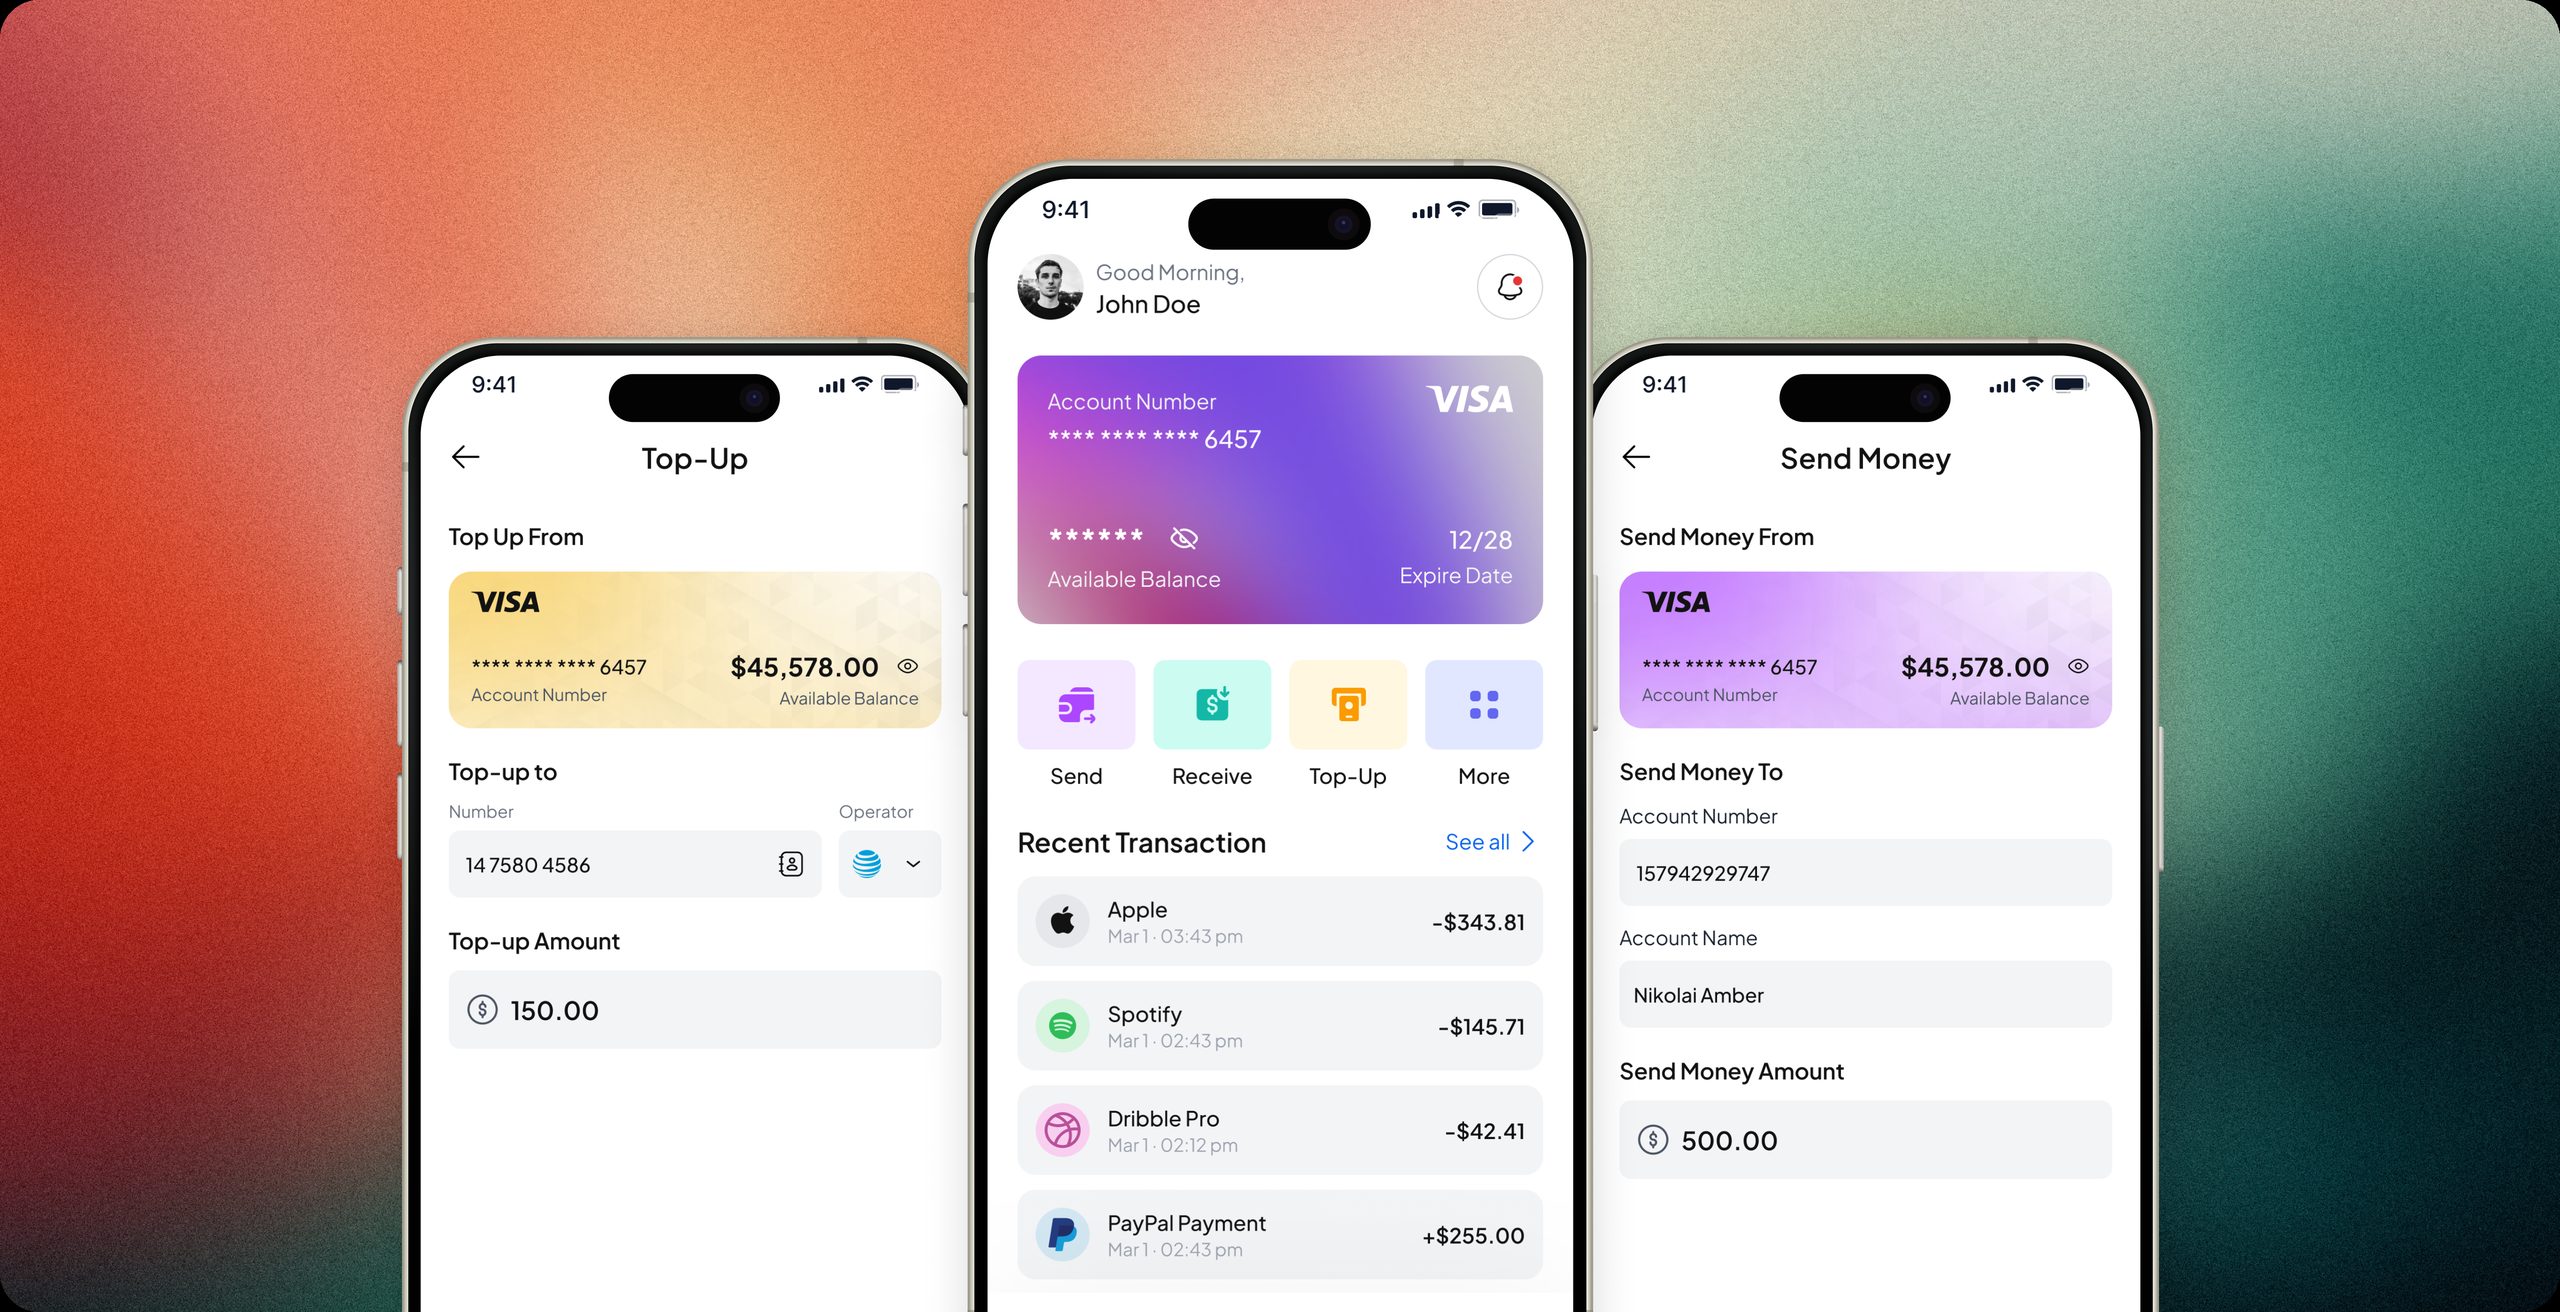 9:41
Top-Up
Top Up From
VISA
**** **** **** 6457
$45,578.00
Account Number
Available Balance
Top-up to
Number
Operator
14 7580 4586
Top-up Amount
$ 150.00
9:41
Good Morning,
John Doe
Account Number
VISA
**** **** **** 6457
******
12/28
Available Balance
Expire Date
Send
Receive
Top-Up
More
Recent Transaction
See all
Apple
Mar 1 · 03:43 pm
-$343.81
Spotify
Mar 1 · 02:43 pm
-$145.71
Dribble Pro
Mar 1 · 02:12 pm
-$42.41
PayPal Payment
Mar 1 · 02:43 pm
+$255.00
9:41
Send Money
Send Money From
VISA
**** **** **** 6457
$45,578.00
Account Number
Available Balance
Send Money To
Account Number
157942929747
Account Name
Nikolai Amber
Send Money Amount
$ 500.00